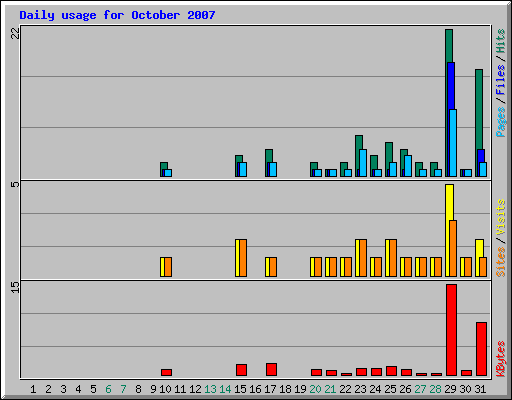 Daily usage for October 2007
22
Pages / Files / Hits
5
Sites / Visits
15
KBytes
1 2 3 4 5 6 7 8 9 10 11 12 13 14 15 16 17 18 19 20 21 22 23 24 25 26 27 28 29 30 31